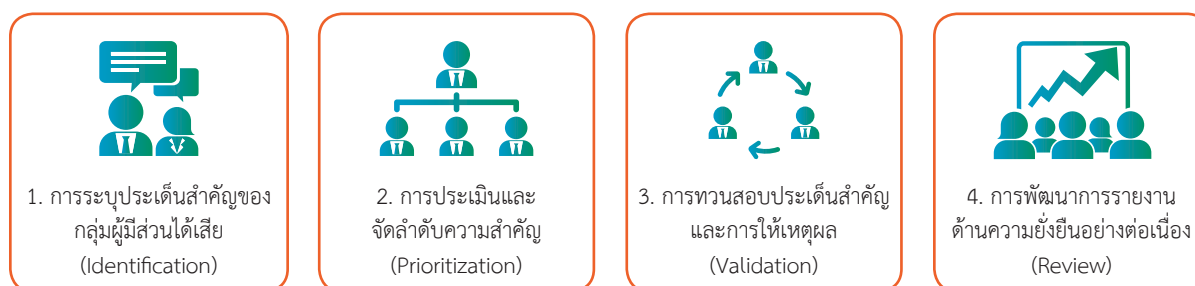 1. การระบุประเด็นสำคัญของ
กลุ่มผู้มีส่วนได้เสีย
(Identification)
2. การประเมินและ
จัดลำดับความสำคัญ
(Prioritization)
3. การทวนสอบประเด็นสำคัญ
และการให้เหตุผล
(Validation)
4. การพัฒนาการรายงาน
ด้านความยั่งยืนอย่างต่อเนื่อง
(Review)